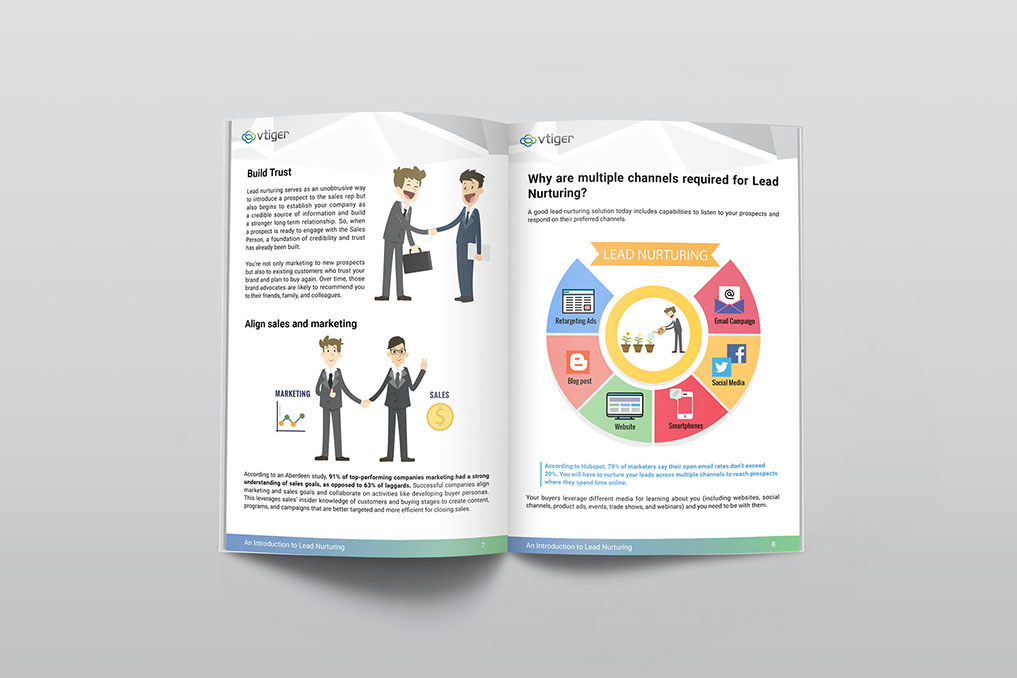 vtiger
Build Trust
Lead nurturing serves as an unobtrusive way
to introduce a prospect to the sales rep but
also begins to establish your company as
a credible source of information and build
a stronger long-term relationship. So, when
a prospect is ready to engage with the Sales
Person, a foundation of credibility and trust
has already been built.
You're not only marketing to new prospects
but also to existing customers who trust your
brand and plan to buy again. Over time, those
brand advocates are likely to recommend you
to their friends, family, and colleagues.
Align sales and marketing
MARKETING
SALES
$
According to an Aberdeen study, 91% of top-performing companies marketing had a strong
understanding of sales goals, as opposed to 63% of laggards. Successful companies align
marketing and sales goals and collaborate on activities like developing buyer personas.
This leverages sales' insider knowledge of customers and buying stages to create content,
programs, and campaigns that are better targeted and more efficient for closing sales.
An Introduction to Lead Nurturing
7
vtiger
Why are multiple channels required for Lead
Nurturing?
A good lead-nurturing solution today includes capabilities to listen to your prospects and
respond on their preferred channels.
LEAD NURTURING
Retargeting Ads
@
Email Campaign
Blog post
f
Social Media
Website
Smartphones
According to Hubspot, 79% of marketers say their open email rates don't exceed
20%. You will have to nurture your leads across multiple channels to reach prospects
where they spend time online.
Your buyers leverage different media for learning about you (including websites, social
channels, product ads, events, trade shows, and webinars) and you need to be with them.
An Introduction to Lead Nurturing
8